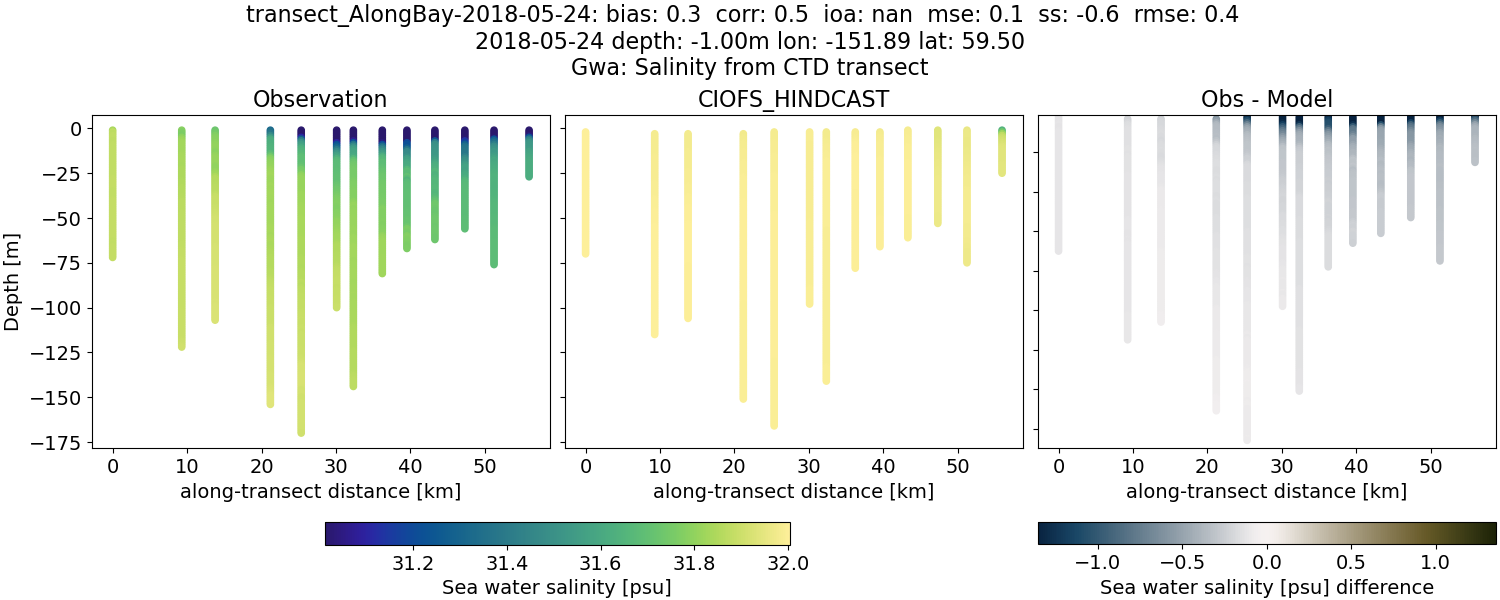 transect_AlongBay-2018-05-24: bias: 0.3  corr: 0.5  ioa: nan  mse: 0.1  ss: -0.6  rmse: 0.4
2018-05-24 depth: -1.00m lon: -151.89 lat: 59.50
Gwa: Salinity from CTD transect
Observation
CIOFS_HINDCAST
Obs - Model
Depth [m]
0
−25
−50
−75
−100
−125
−150
−175
0 10 20 30 40 50
0 10 20 30 40 50
0 10 20 30 40 50
along-transect distance [km]
along-transect distance [km]
along-transect distance [km]
31.2 31.4 31.6 31.8 32.0
Sea water salinity [psu]
−1.0 −0.5 0.0 0.5 1.0
Sea water salinity [psu] difference